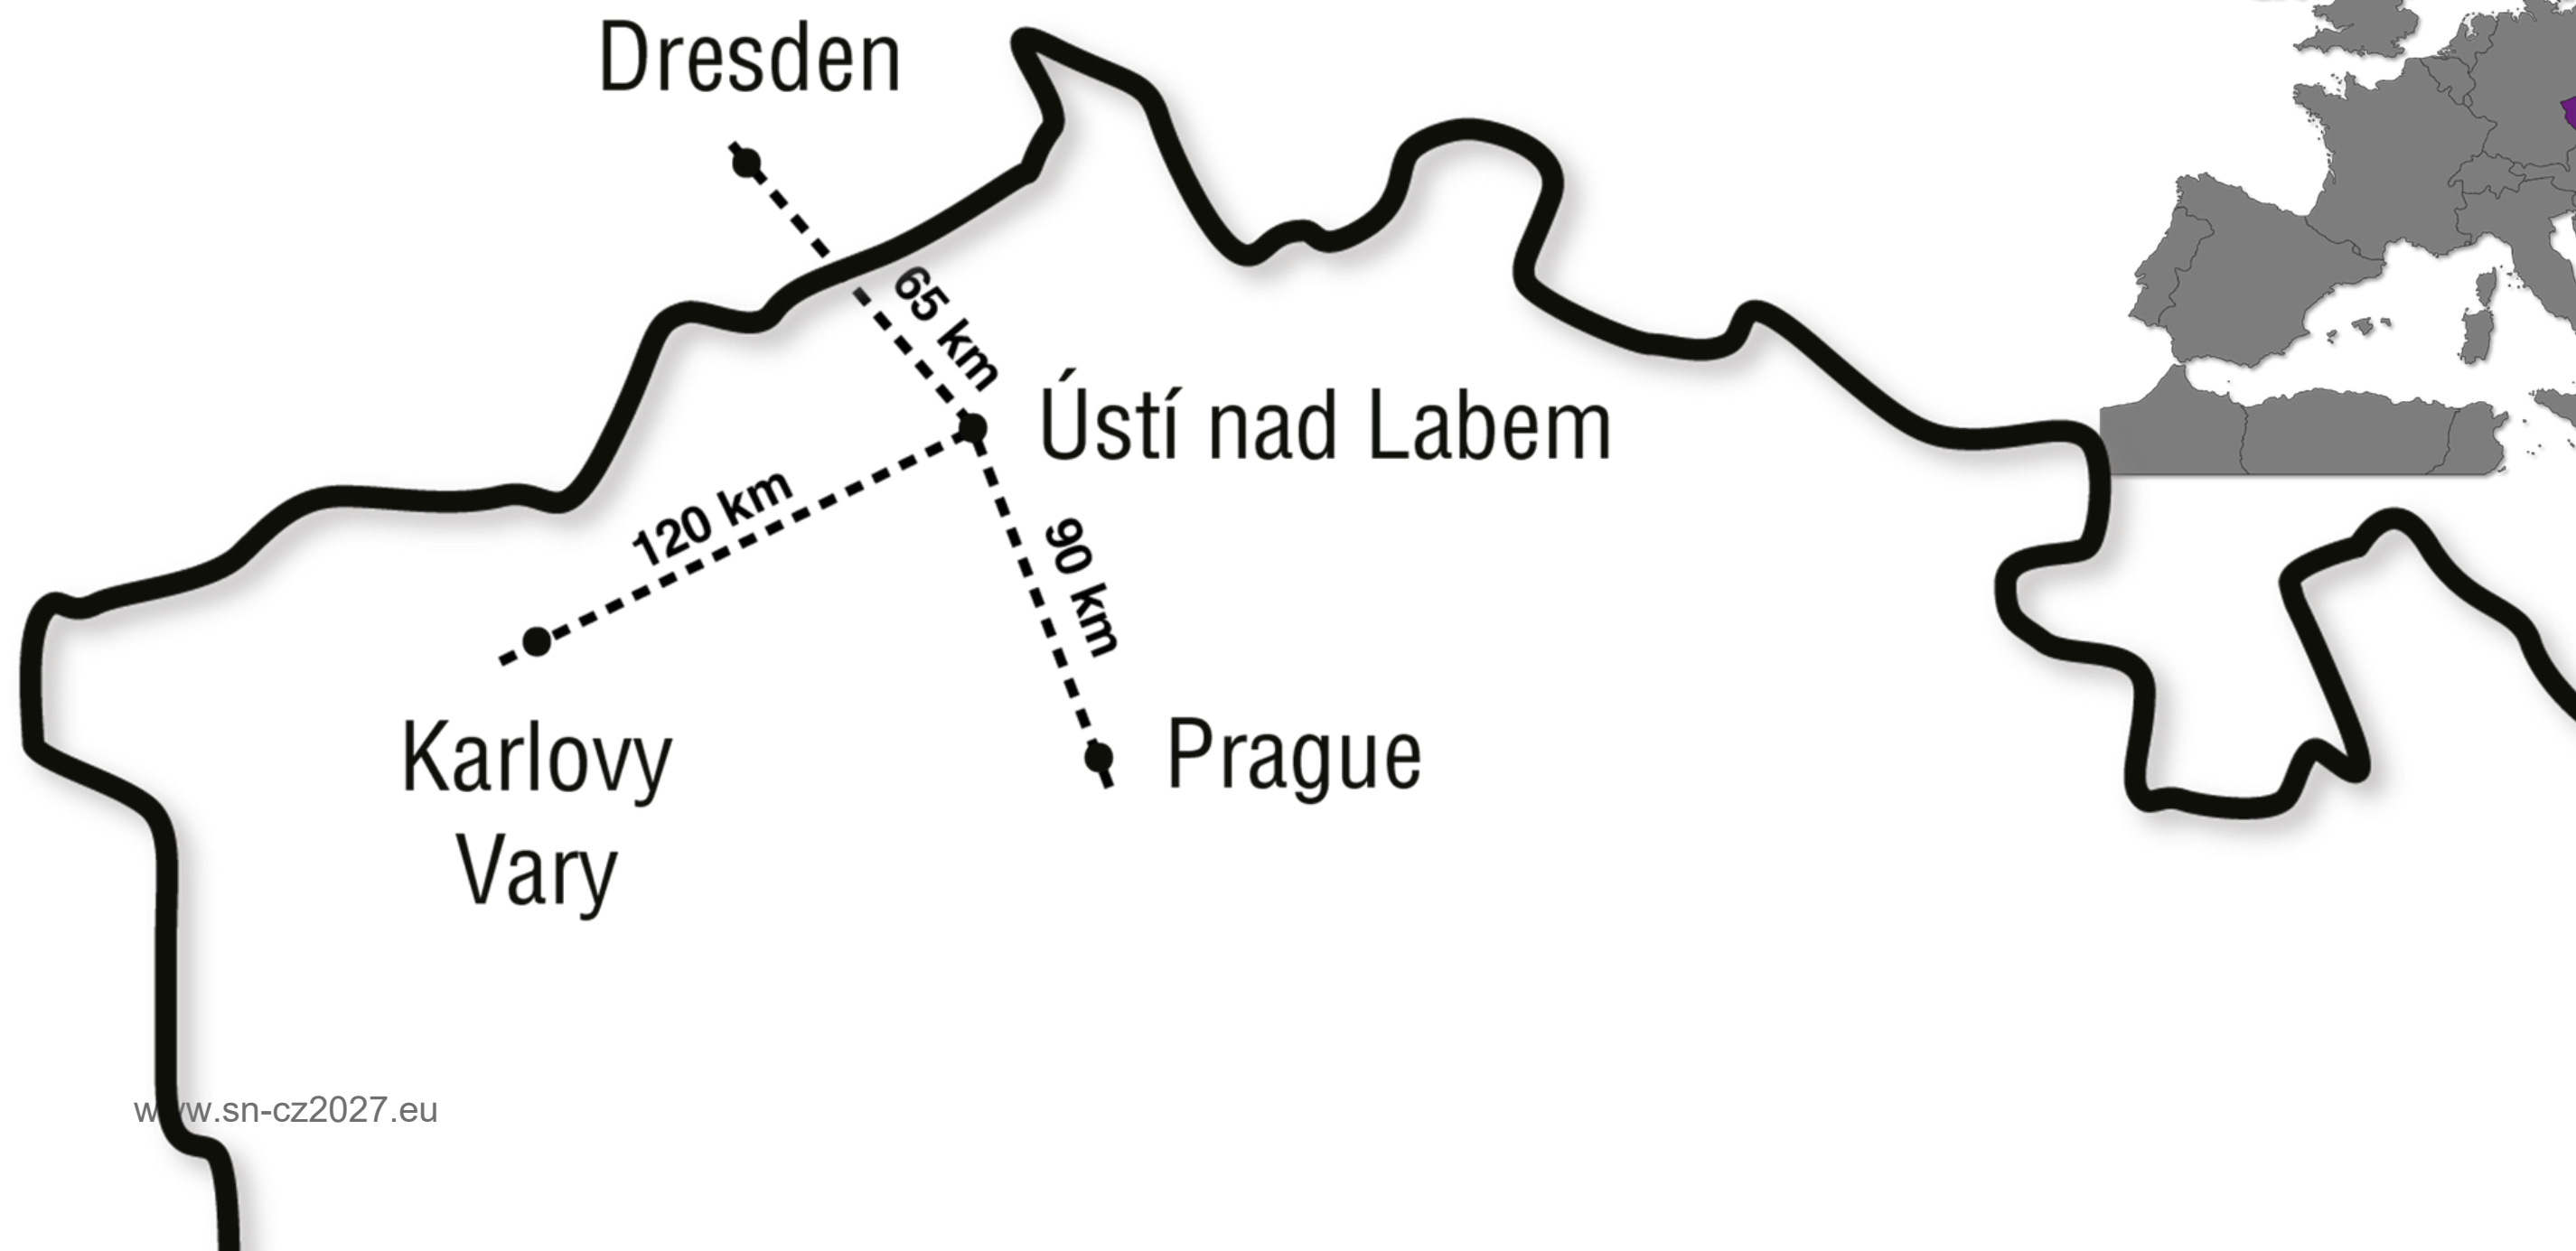 Dresden
65 km
Ústí nad Labem
120 km
90 km
Karlovy
Vary
Prague
www.sn-cz2027.eu